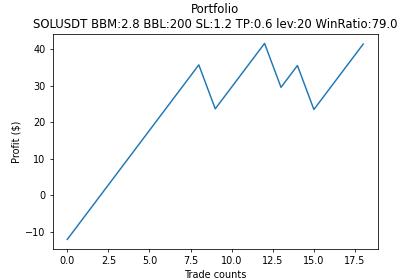 Portfolio
SOLUSDT BBM:2.8 BBL:200 SL:1.2 TP:0.6 lev:20 WinRatio:79.0
40
30
20
10
0
−10
Profit ($)
0.0 2.5 5.0 7.5 10.0 12.5 15.0 17.5
Trade counts